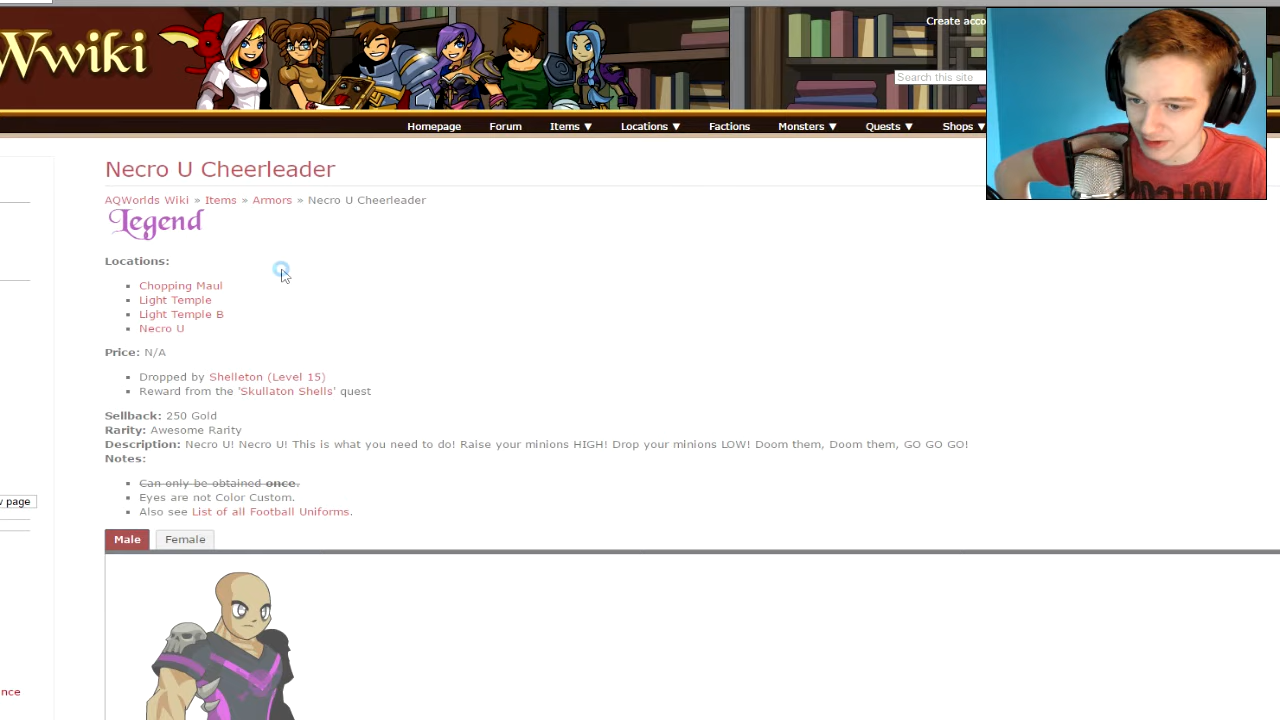 Wwiki
Create acco
Search this site
Homepage Forum Items ▼ Locations ▼ Factions Monsters ▼ Quests ▼ Shops ▼
Necro U Cheerleader
AQWorlds Wiki » Items » Armors » Necro U Cheerleader
Legend
Locations:
Chopping Maul
Light Temple
Light Temple B
Necro U
Price: N/A
Dropped by Shelleton (Level 15)
Reward from the 'Skullaton Shells' quest
Sellback: 250 Gold
Rarity: Awesome Rarity
Description: Necro U! Necro U! This is what you need to do! Raise your minions HIGH! Drop your minions LOW! Doom them, Doom them, GO GO GO!
Notes:
Can only be obtained once.
Eyes are not Color Custom.
Also see List of all Football Uniforms.
v page
Male Female
nce